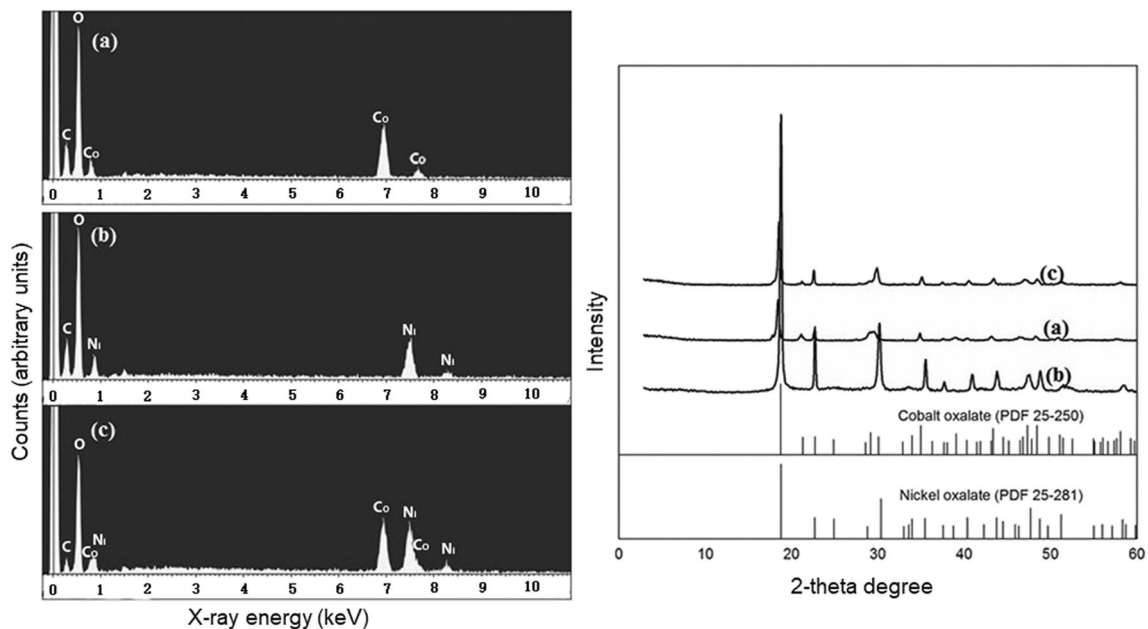 O
(a)
C
Co
Co
Co
0 1 2 3 4 5 6 7 8 9 10
O
(b)
C
Ni
Ni
Ni
0 1 2 3 4 5 6 7 8 9 10
O
(c)
C
Co
Ni
Co
Ni
Co
Ni
0 1 2 3 4 5 6 7 8 9 10
Counts (arbitrary units)
X-ray energy (keV)
Intensity
(c)
(a)
(b)
Cobalt oxalate (PDF 25-250)
Nickel oxalate (PDF 25-281)
0 10 20 30 40 50 60
2-theta degree